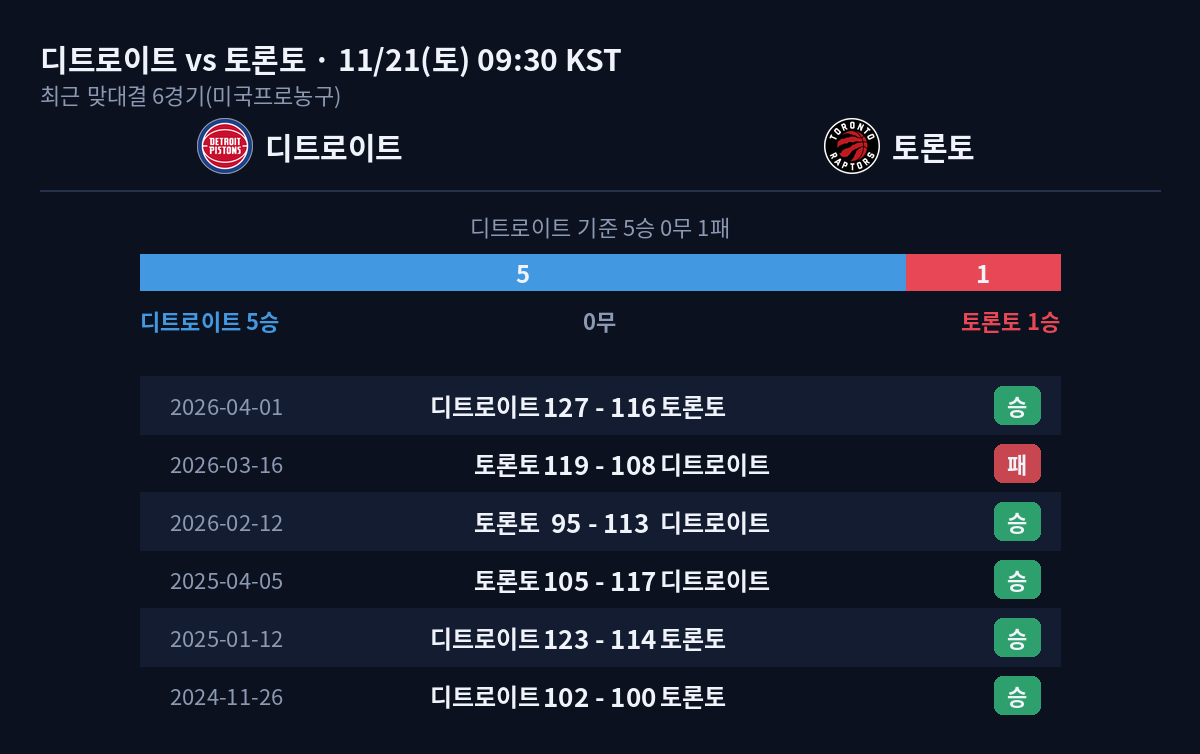 디트로이트 vs 토론토 · 11/21(토) 09:30 KST
최근 맞대결 6경기(미국프로농구)
DETROIT PISTONS 디트로이트
TORONTO RAPTORS 토론토
디트로이트 기준 5승 0무 1패
5 1
디트로이트 5승 0무 토론토 1승
2026-04-01 디트로이트 127 - 116 토론토 승
2026-03-16 토론토 119 - 108 디트로이트 패
2026-02-12 토론토 95 - 113 디트로이트 승
2025-04-05 토론토 105 - 117 디트로이트 승
2025-01-12 디트로이트 123 - 114 토론토 승
2024-11-26 디트로이트 102 - 100 토론토 승